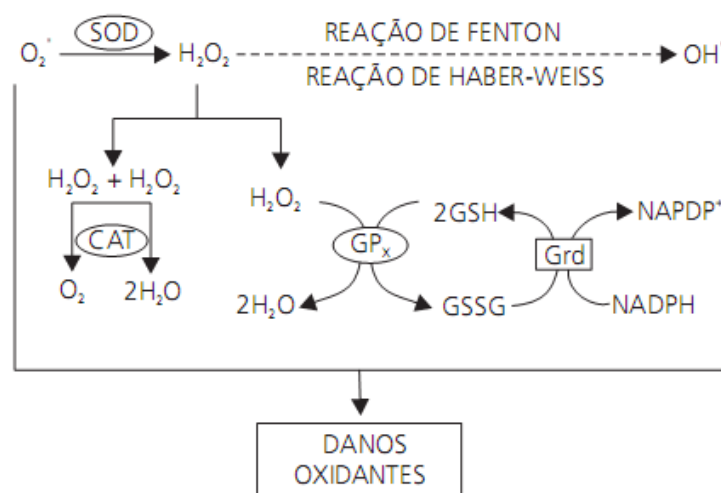 O₂˙ SOD H₂O₂ REAÇÃO DE FENTON OH˙
REAÇÃO DE HABER-WEISS
H₂O₂ + H₂O₂ H₂O₂ 2GSH NAPDP⁺
CAT GPₓ Grd
O₂ 2H₂O 2H₂O GSSG NADPH
DANOS
OXIDANTES